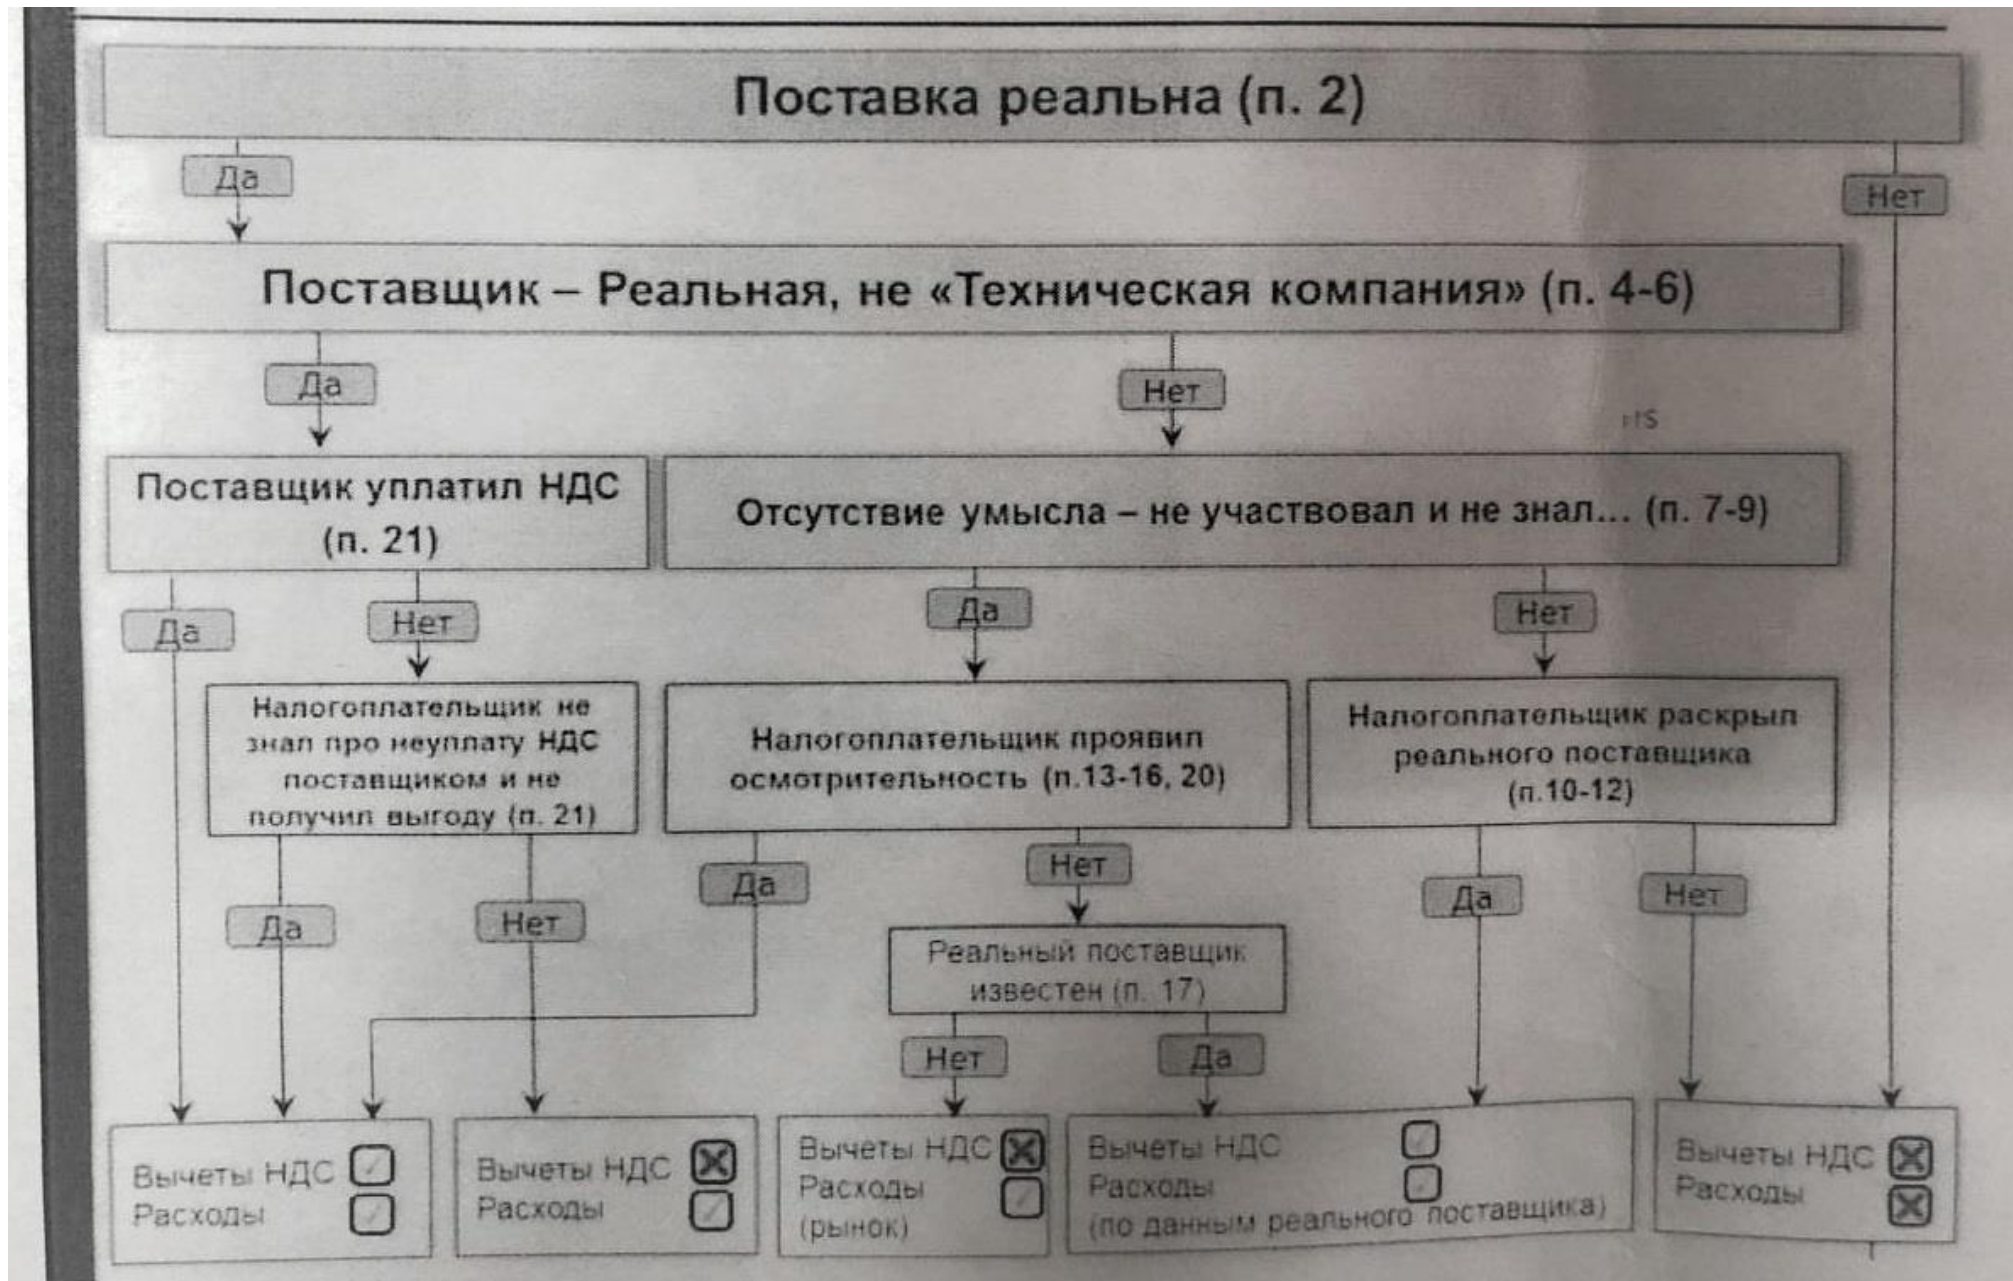 Поставка реальна (п. 2)
Да
Нет
Поставщик – Реальная, не «Техническая компания» (п. 4-6)
Да
Нет
Поставщик уплатил НДС
(п. 21)
Отсутствие умысла – не участвовал и не знал... (п. 7-9)
Да
Нет
Да
Нет
Налогоплательщик не
знал про неуплату НДС
поставщиком и не
получил выгоду (п. 21)
Налогоплательщик проявил
осмотрительность (п.13-16, 20)
Налогоплательщик раскрыл
реального поставщика
(п.10-12)
Да
Нет
Да
Нет
Да
Нет
Реальный поставщик
известен (п. 17)
Нет
Да
Вычеты НДС
Расходы
Вычеты НДС
Расходы
Вычеты НДС
Расходы
(рынок)
Вычеты НДС
Расходы
(по данным реального поставщика)
Вычеты НДС
Расходы